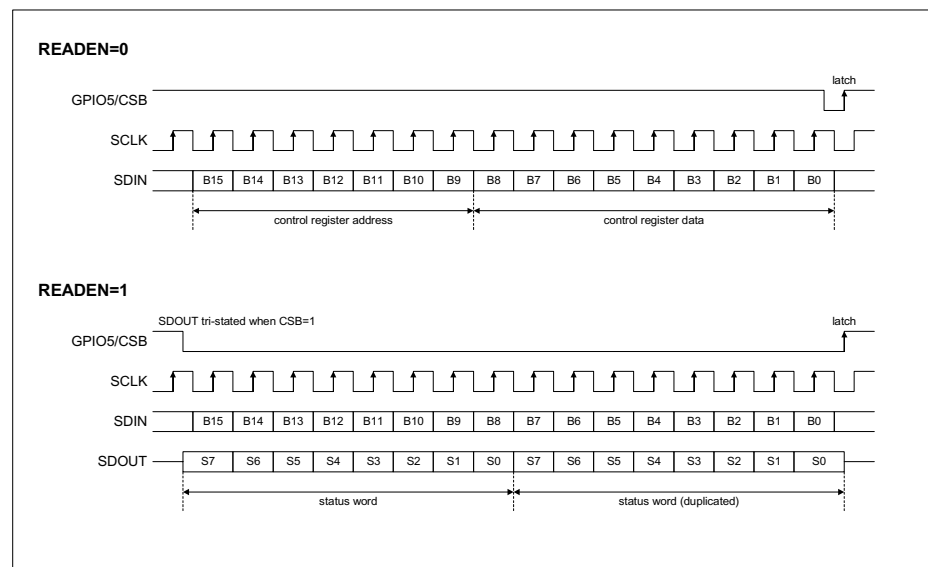 READEN=0
latch
GPIO5/CSB
SCLK
SDIN B15 B14 B13 B12 B11 B10 B9 B8 B7 B6 B5 B4 B3 B2 B1 B0
control register address control register data
READEN=1
SDOUT tri-stated when CSB=1 latch
GPIO5/CSB
SCLK
SDIN B15 B14 B13 B12 B11 B10 B9 B8 B7 B6 B5 B4 B3 B2 B1 B0
SDOUT S7 S6 S5 S4 S3 S2 S1 S0 S7 S6 S5 S4 S3 S2 S1 S0
status word status word (duplicated)